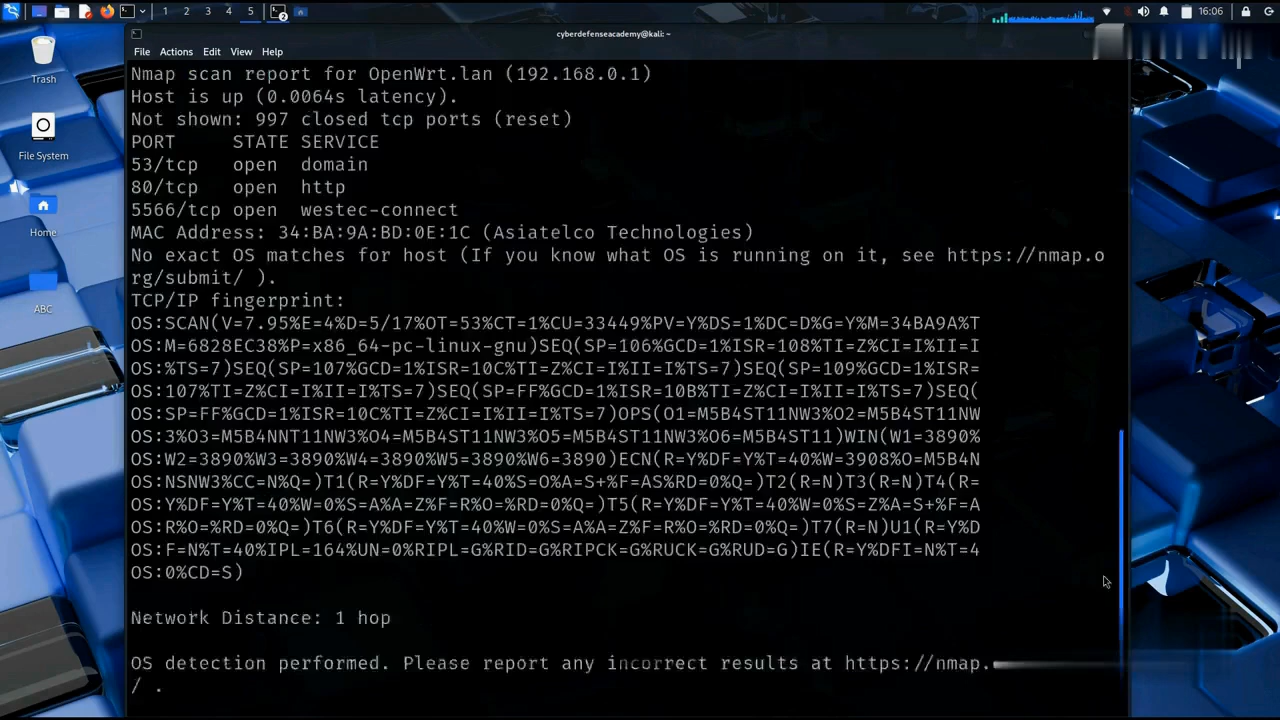 1 2 3 4 5
2
16:06
cyberdefenseacademy@kali: ~
File Actions Edit View Help
Trash
File System
Home
ABC
Nmap scan report for OpenWrt.lan (192.168.0.1)
Host is up (0.0064s latency).
Not shown: 997 closed tcp ports (reset)
PORT STATE SERVICE
53/tcp open domain
80/tcp open http
5566/tcp open westec-connect
MAC Address: 34:BA:9A:BD:0E:1C (Asiatelco Technologies)
No exact OS matches for host (If you know what OS is running on it, see https://nmap.o
rg/submit/ ).
TCP/IP fingerprint:
OS:SCAN(V=7.95%E=4%D=5/17%OT=53%CT=1%CU=33449%PV=Y%DS=1%DC=D%G=Y%M=34BA9A%T
OS:M=6828EC38%P=x86_64-pc-linux-gnu)SEQ(SP=106%GCD=1%ISR=108%TI=Z%CI=I%II=I
OS:%TS=7)SEQ(SP=107%GCD=1%ISR=10C%TI=Z%CI=I%II=I%TS=7)SEQ(SP=109%GCD=1%ISR=
OS:107%TI=Z%CI=I%II=I%TS=7)SEQ(SP=FF%GCD=1%ISR=10B%TI=Z%CI=I%II=I%TS=7)SEQ(
OS:SP=FF%GCD=1%ISR=10C%TI=Z%CI=I%II=I%TS=7)OPS(O1=M5B4ST11NW3%O2=M5B4ST11NW
OS:3%O3=M5B4NNT11NW3%O4=M5B4ST11NW3%O5=M5B4ST11NW3%O6=M5B4ST11)WIN(W1=3890%
OS:W2=3890%W3=3890%W4=3890%W5=3890%W6=3890)ECN(R=Y%DF=Y%T=40%W=3908%O=M5B4N
OS:NSNW3%CC=N%Q=)T1(R=Y%DF=Y%T=40%S=O%A=S+%F=AS%RD=0%Q=)T2(R=N)T3(R=N)T4(R=
OS:Y%DF=Y%T=40%W=0%S=A%A=Z%F=R%O=%RD=0%Q=)T5(R=Y%DF=Y%T=40%W=0%S=Z%A=S+%F=A
OS:R%O=%RD=0%Q=)T6(R=Y%DF=Y%T=40%W=0%S=A%A=Z%F=R%O=%RD=0%Q=)T7(R=N)U1(R=Y%D
OS:F=N%T=40%IPL=164%UN=0%RIPL=G%RID=G%RIPCK=G%RUCK=G%RUD=G)IE(R=Y%DFI=N%T=4
OS:0%CD=S)
Network Distance: 1 hop
OS detection performed. Please report any incorrect results at https://nmap.
/ .